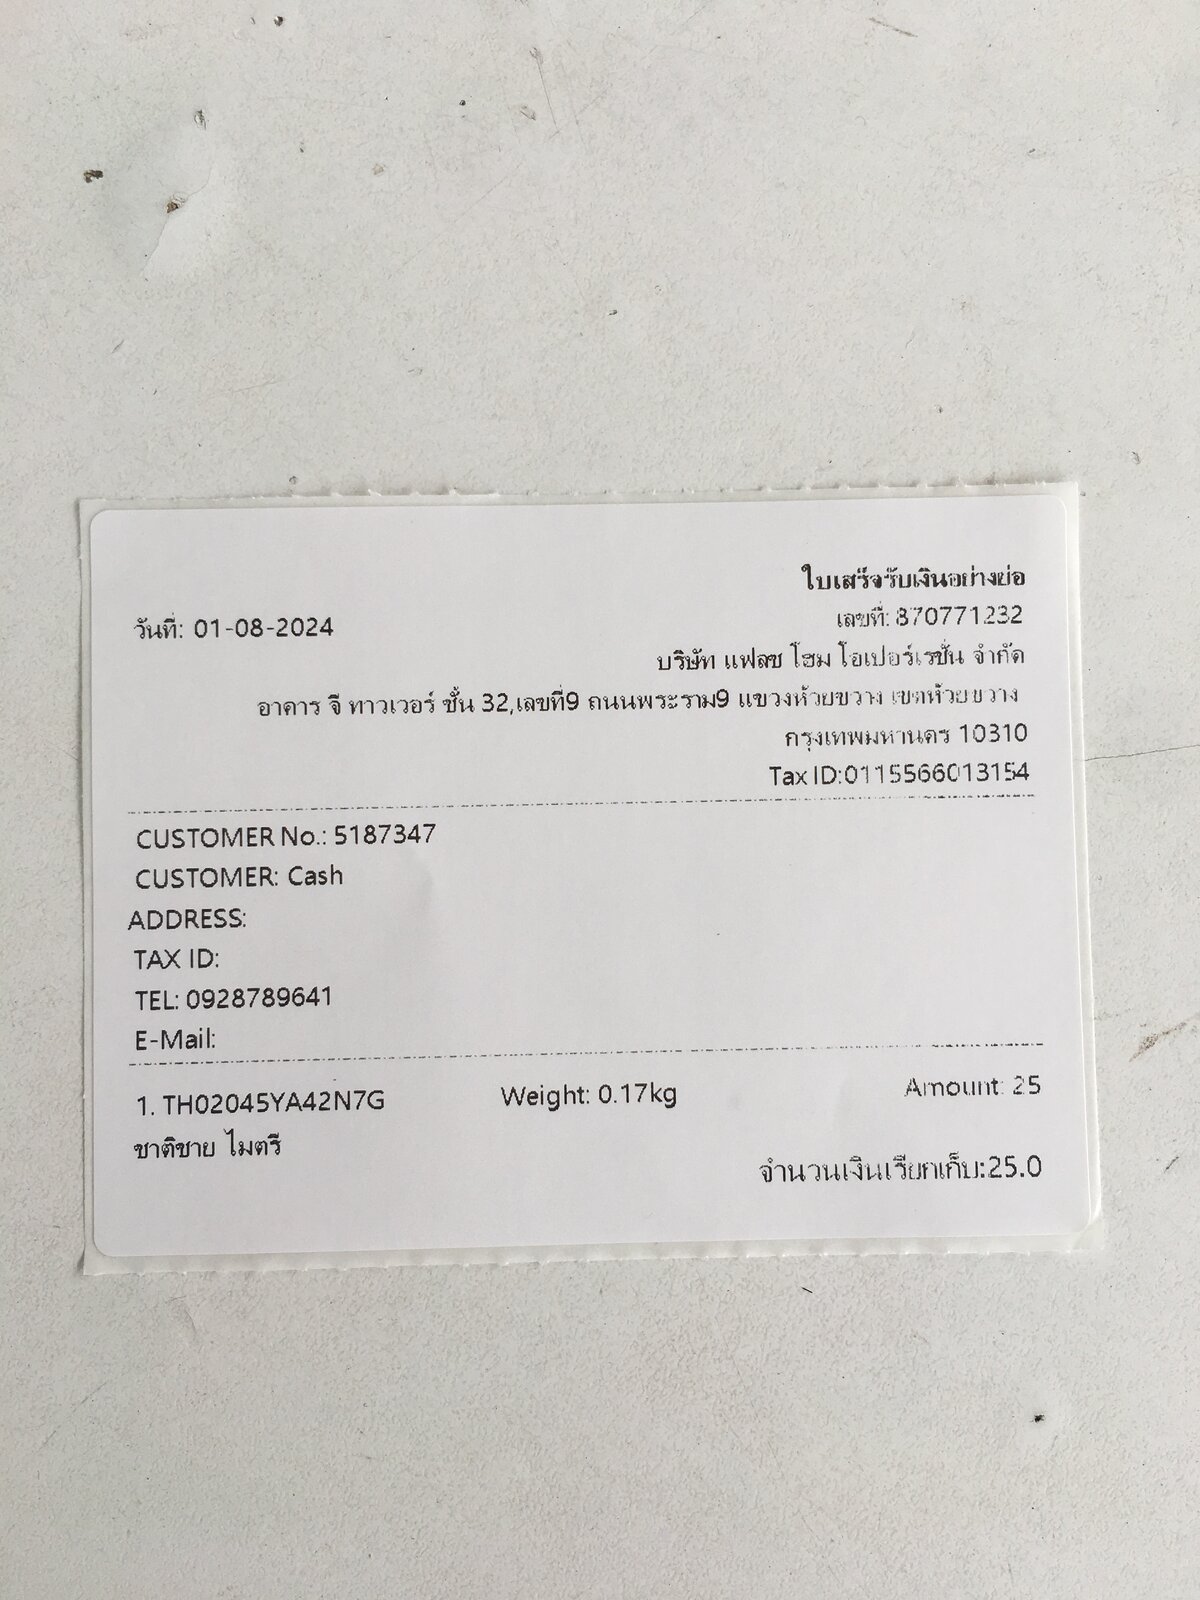 ใบเสร็จรับเงินอย่างย่อ
วันที่: 01-08-2024
เลขที่: 870771232
บริษัท แฟลช โฮม โอเปอร์เรชั่น จำกัด
อาคาร จี ทาวเวอร์ ชั้น 32,เลขที่9 ถนนพระราม9 แขวงห้วยขวาง เขตห้วยขวาง
กรุงเทพมหานคร 10310
Tax ID:0115566013154
CUSTOMER No.: 5187347
CUSTOMER: Cash
ADDRESS:
TAX ID:
TEL: 0928789641
E-Mail:
1. TH02045YA42N7G Weight: 0.17kg Amount: 25
ชาติชาย ไมตรี
จำนวนเงินเรียกเก็บ:25.0